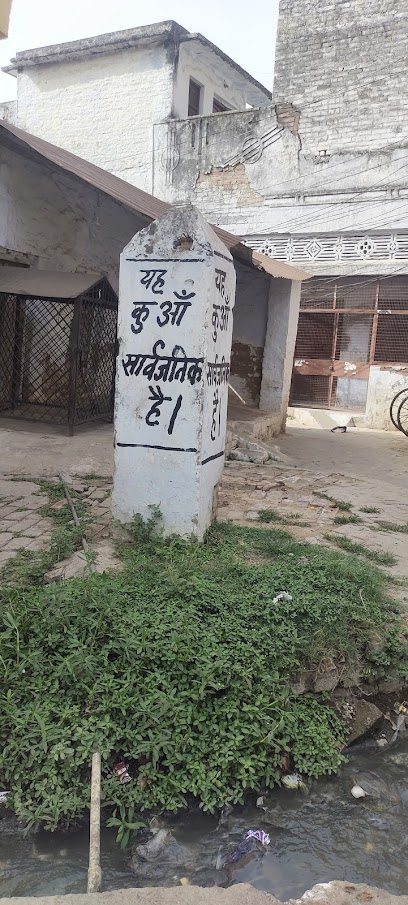 यह
कुआँ
सार्वजनिक
है।
यह
कुआँ
सार्वजनिक
है।